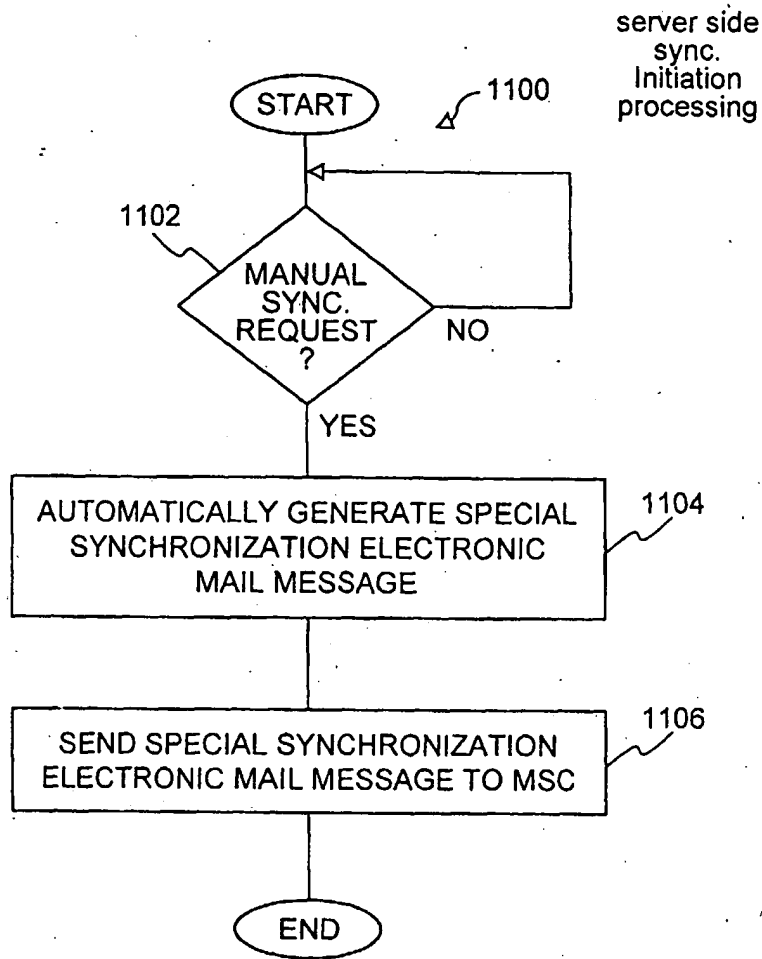 server side
sync.
Initiation
processing
START
1100
1102
MANUAL
SYNC.
REQUEST
?
NO
YES
AUTOMATICALLY GENERATE SPECIAL
SYNCHRONIZATION ELECTRONIC
MAIL MESSAGE
1104
SEND SPECIAL SYNCHRONIZATION
ELECTRONIC MAIL MESSAGE TO MSC
1106
END